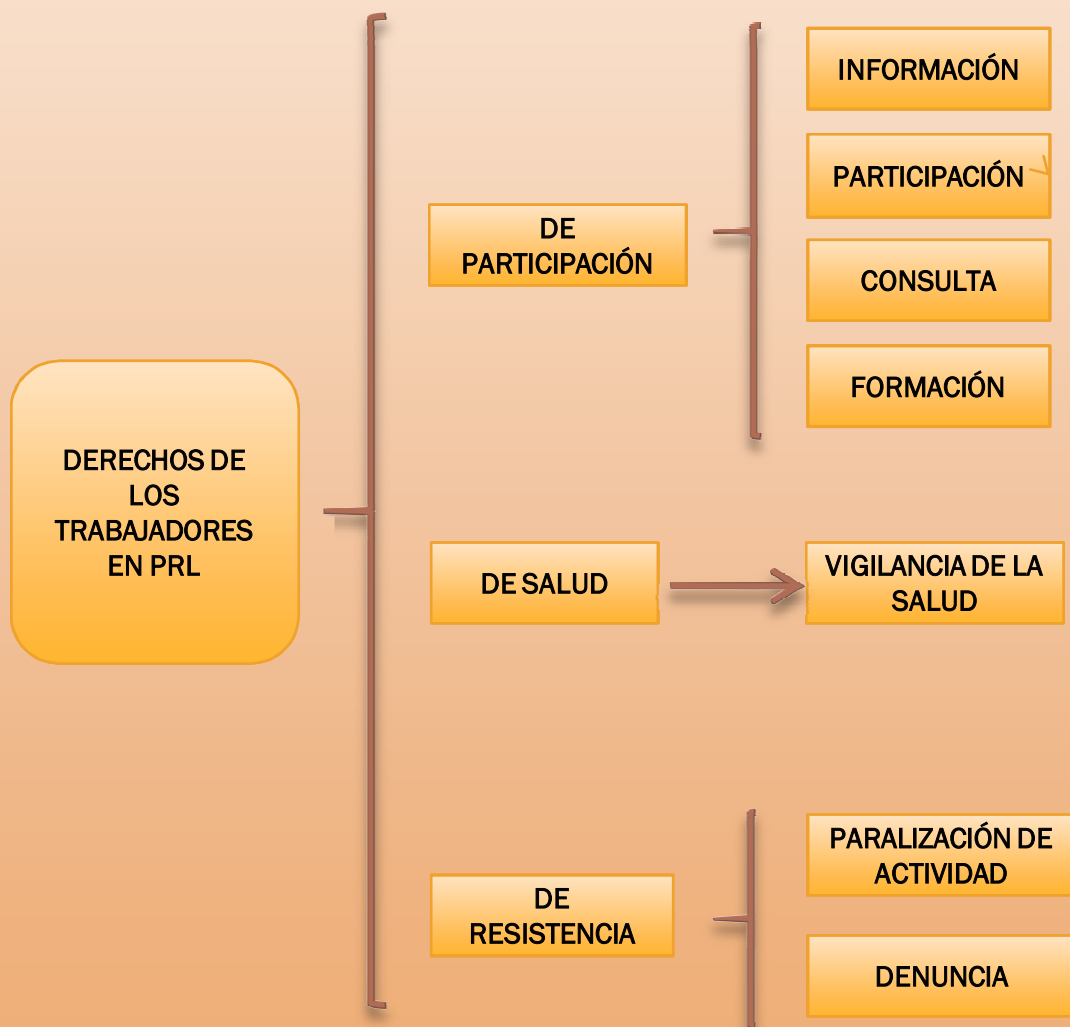 DERECHOS DE
LOS
TRABAJADORES
EN PRL
DE
PARTICIPACIÓN
INFORMACIÓN
PARTICIPACIÓN
CONSULTA
FORMACIÓN
DE SALUD
VIGILANCIA DE LA
SALUD
DE
RESISTENCIA
PARALIZACIÓN DE
ACTIVIDAD
DENUNCIA